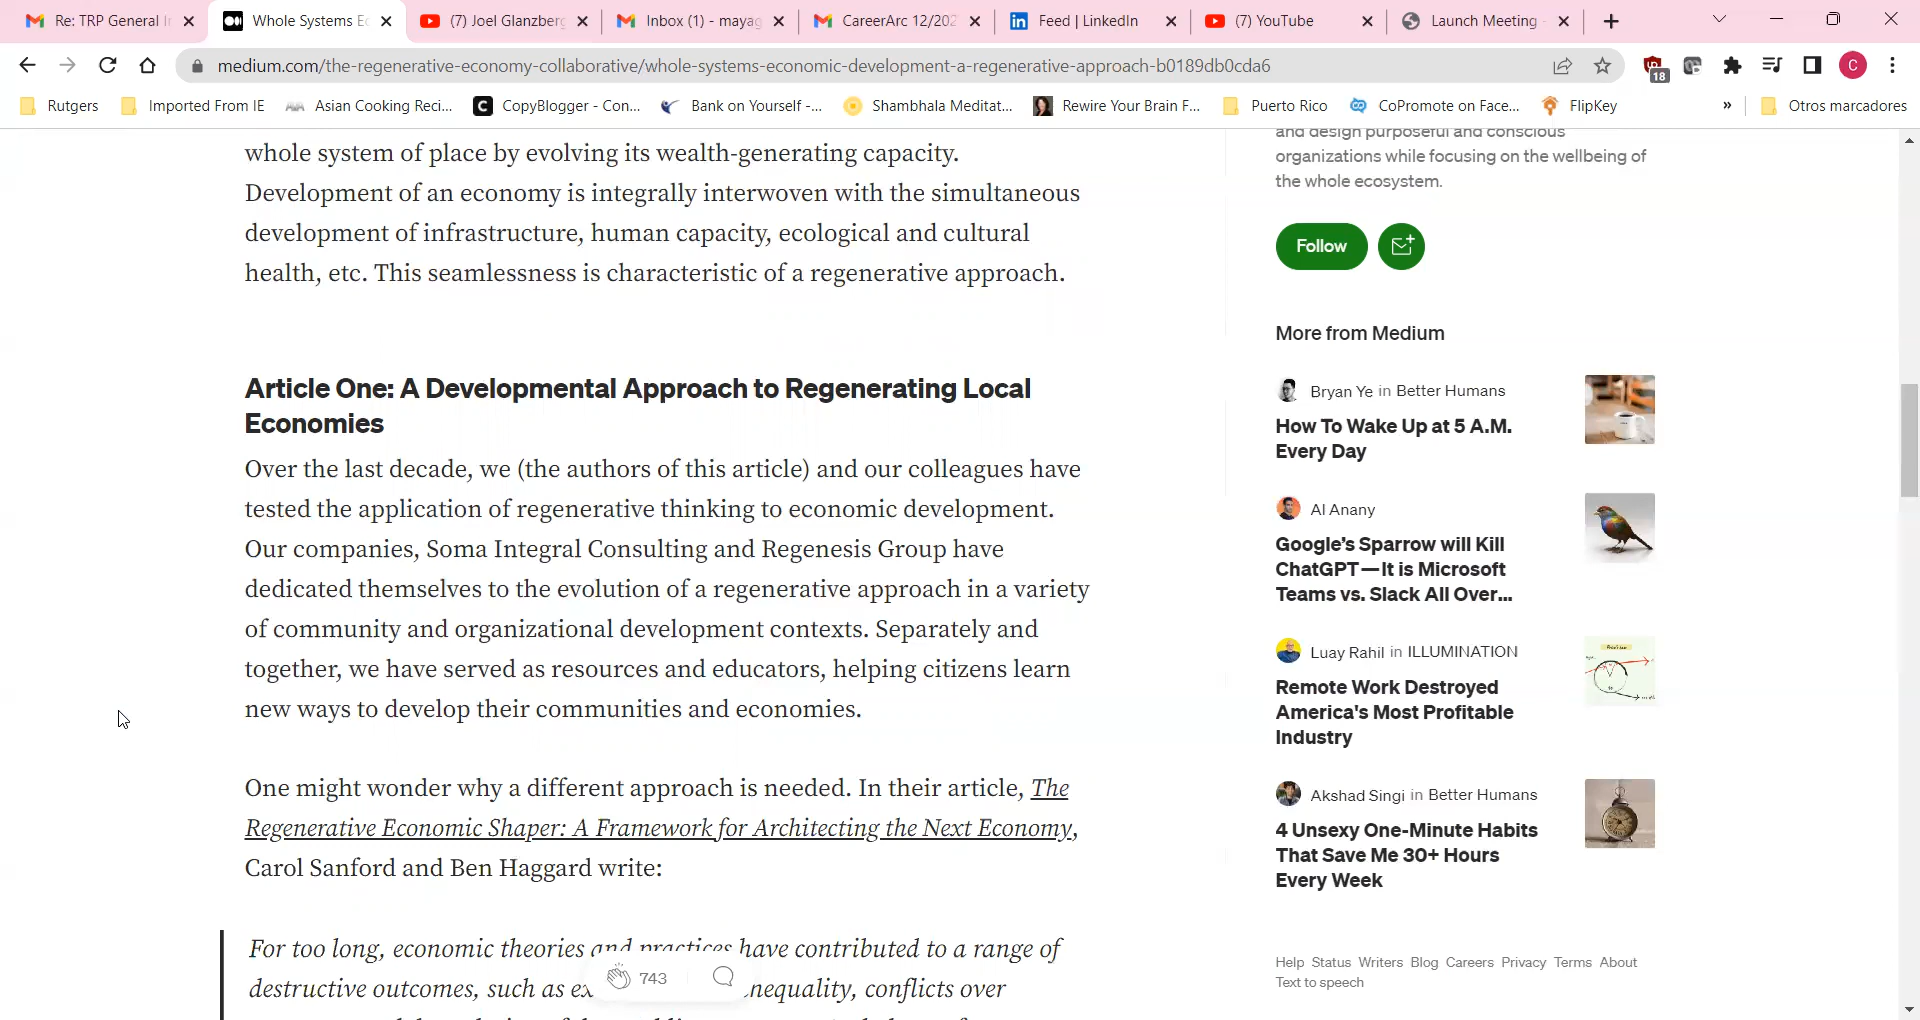 Re: TRP General I
Whole Systems E
(7) Joel Glanzber
Inbox (1) - mayag
CareerArc 12/202
Feed | LinkedIn
(7) YouTube
Launch Meeting -
medium.com/the-regenerative-economy-collaborative/whole-systems-economic-development-a-regenerative-approach-b0189db0cda6
18
C
Rutgers
Imported From IE
Asian Cooking Reci...
CopyBlogger - Con...
Bank on Yourself -...
Shambhala Meditat...
Rewire Your Brain F...
Puerto Rico
CoPromote on Face...
FlipKey
»
Otros marcadores
whole system of place by evolving its wealth-generating capacity.
Development of an economy is integrally interwoven with the simultaneous
development of infrastructure, human capacity, ecological and cultural
health, etc. This seamlessness is characteristic of a regenerative approach.
Article One: A Developmental Approach to Regenerating Local
Economies
Over the last decade, we (the authors of this article) and our colleagues have
tested the application of regenerative thinking to economic development.
Our companies, Soma Integral Consulting and Regenesis Group have
dedicated themselves to the evolution of a regenerative approach in a variety
of community and organizational development contexts. Separately and
together, we have served as resources and educators, helping citizens learn
new ways to develop their communities and economies.
One might wonder why a different approach is needed. In their article, The
Regenerative Economic Shaper: A Framework for Architecting the Next Economy,
Carol Sanford and Ben Haggard write:
For too long, economic theories and practices have contributed to a range of
destructive outcomes, such as ex nequality, conflicts over
743
and design purposeful and conscious
organizations while focusing on the wellbeing of
the whole ecosystem.
Follow
More from Medium
Bryan Ye in Better Humans
How To Wake Up at 5 A.M.
Every Day
Al Anany
Google's Sparrow will Kill
ChatGPT—It is Microsoft
Teams vs. Slack All Over...
Luay Rahil in ILLUMINATION
Remote Work Destroyed
America's Most Profitable
Industry
Akshad Singi in Better Humans
4 Unsexy One-Minute Habits
That Save Me 30+ Hours
Every Week
Help Status Writers Blog Careers Privacy Terms About
Text to speech